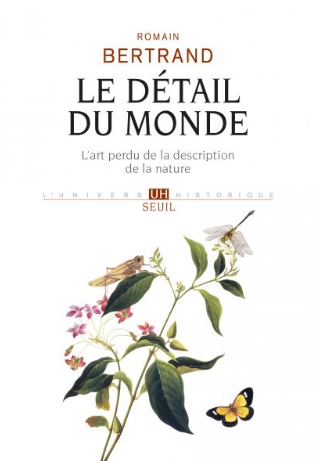 ROMAIN
BERTRAND
LE DÉTAIL
DU MONDE
L'art perdu de la description
de la nature
L'UNIVERS UH HISTORIQUE
SEUIL